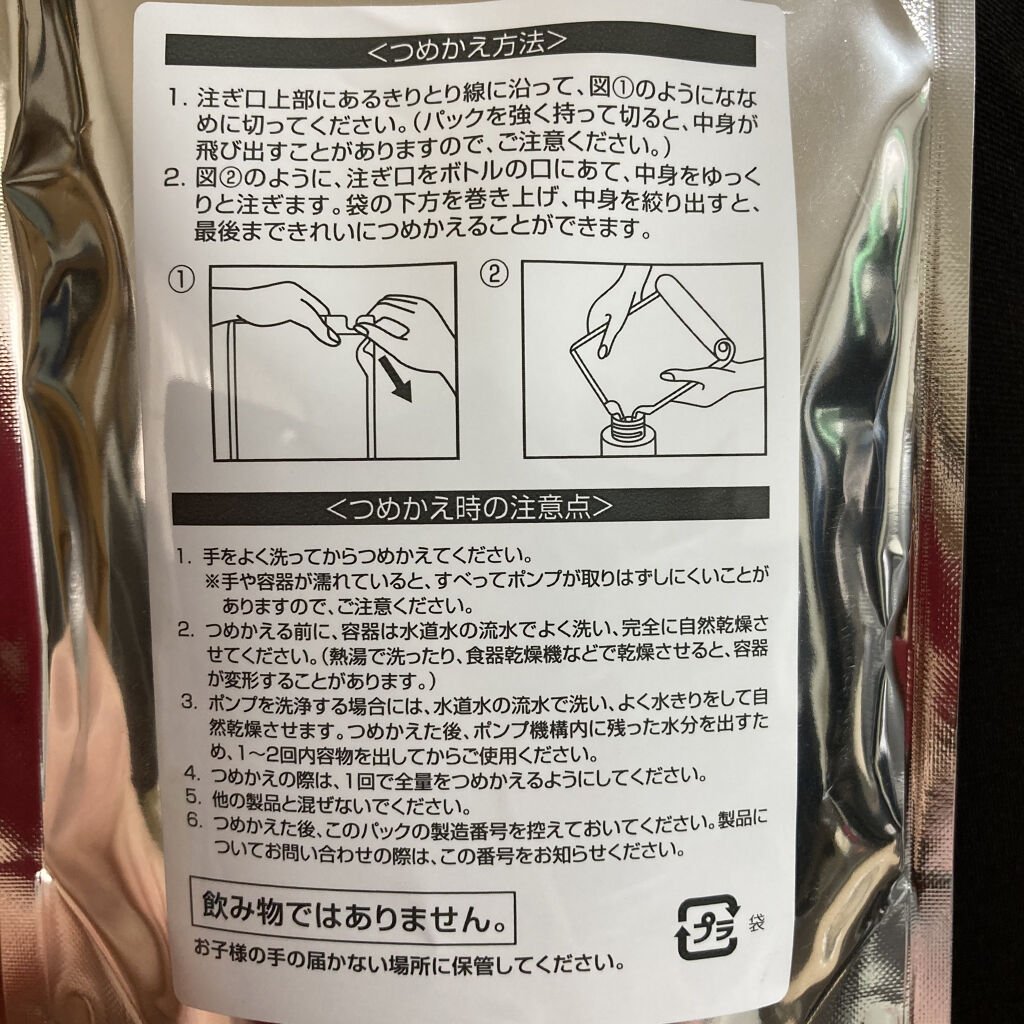 ＜つめかえ方法＞
1. 注ぎ口上部にあるきりとり線に沿って、図①のようになな
めに切ってください。(パックを強く持って切ると、中身が
飛び出すことがありますので、ご注意ください。)
2. 図②のように、注ぎ口をボトルの口にあて、中身をゆっく
りと注ぎます。袋の下方を巻き上げ、中身を絞り出すと、
最後まできれいにつめかえることができます。
① ②
＜つめかえ時の注意点＞
1. 手をよく洗ってからつめかえてください。
※手や容器が濡れていると、すべってポンプが取りはずしにくいことが
ありますので、ご注意ください。
2. つめかえる前に、容器は水道水の流水でよく洗い、完全に自然乾燥さ
せてください。(熱湯で洗ったり、食器乾燥機などで乾燥させると、容器
が変形することがあります。)
3. ポンプを洗浄する場合には、水道水の流水で洗い、よく水きりをして自
然乾燥させます。つめかえた後、ポンプ機構内に残った水分を出すた
め、1～2回内容物を出してからご使用ください。
4. つめかえの際は、1回で全量をつめかえるようにしてください。
5. 他の製品と混ぜないでください。
6. つめかえた後、このパックの製造番号を控えておいてください。製品に
ついてお問い合わせの際は、この番号をお知らせください。
飲み物ではありません。
お子様の手の届かない場所に保管してください。
プラ 袋